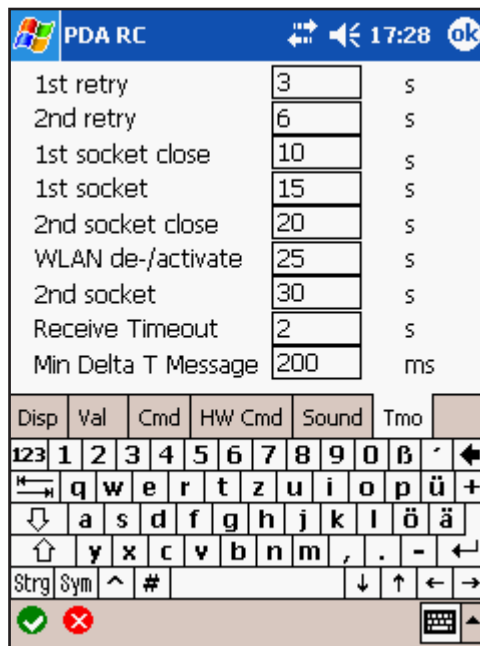 PDA RC 17:28 ok
1st retry 3 s
2nd retry 6 s
1st socket close 10 s
1st socket 15 s
2nd socket close 20 s
WLAN de-/activate 25 s
2nd socket 30 s
Receive Timeout 2 s
Min Delta T Message 200 ms
Disp Val Cmd HW Cmd Sound Tmo
123 1 2 3 4 5 6 7 8 9 0 ß ´
q w e r t z u i o p ü +
a s d f g h j k l ö ä
y x c v b n m , . -
Strg Sym ^ # ↓ ↑ ← →